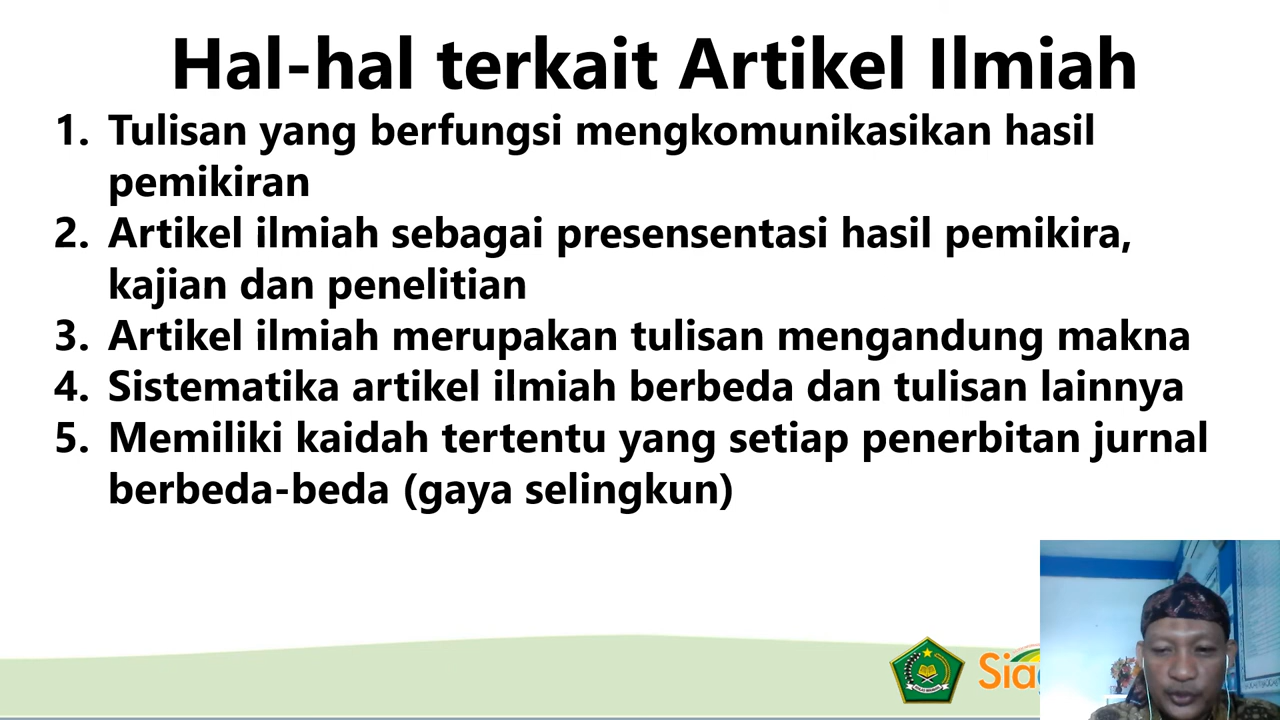 Hal-hal terkait Artikel Ilmiah
1. Tulisan yang berfungsi mengkomunikasikan hasil
pemikiran
2. Artikel ilmiah sebagai presensentasi hasil pemikira,
kajian dan penelitian
3. Artikel ilmiah merupakan tulisan mengandung makna
4. Sistematika artikel ilmiah berbeda dan tulisan lainnya
5. Memiliki kaidah tertentu yang setiap penerbitan jurnal
berbeda-beda (gaya selingkun)